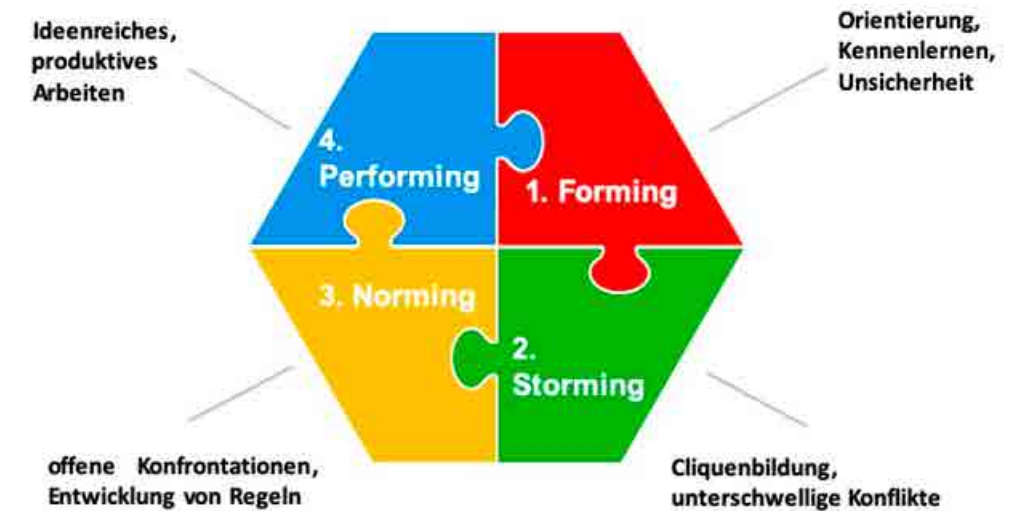 Ideenreiches,
produktives
Arbeiten
Orientierung,
Kennenlernen,
Unsicherheit
4.
Performing
1. Forming
3. Norming
2.
Storming
offene Konfrontationen,
Entwicklung von Regeln
Cliquenbildung,
unterschwellige Konflikte